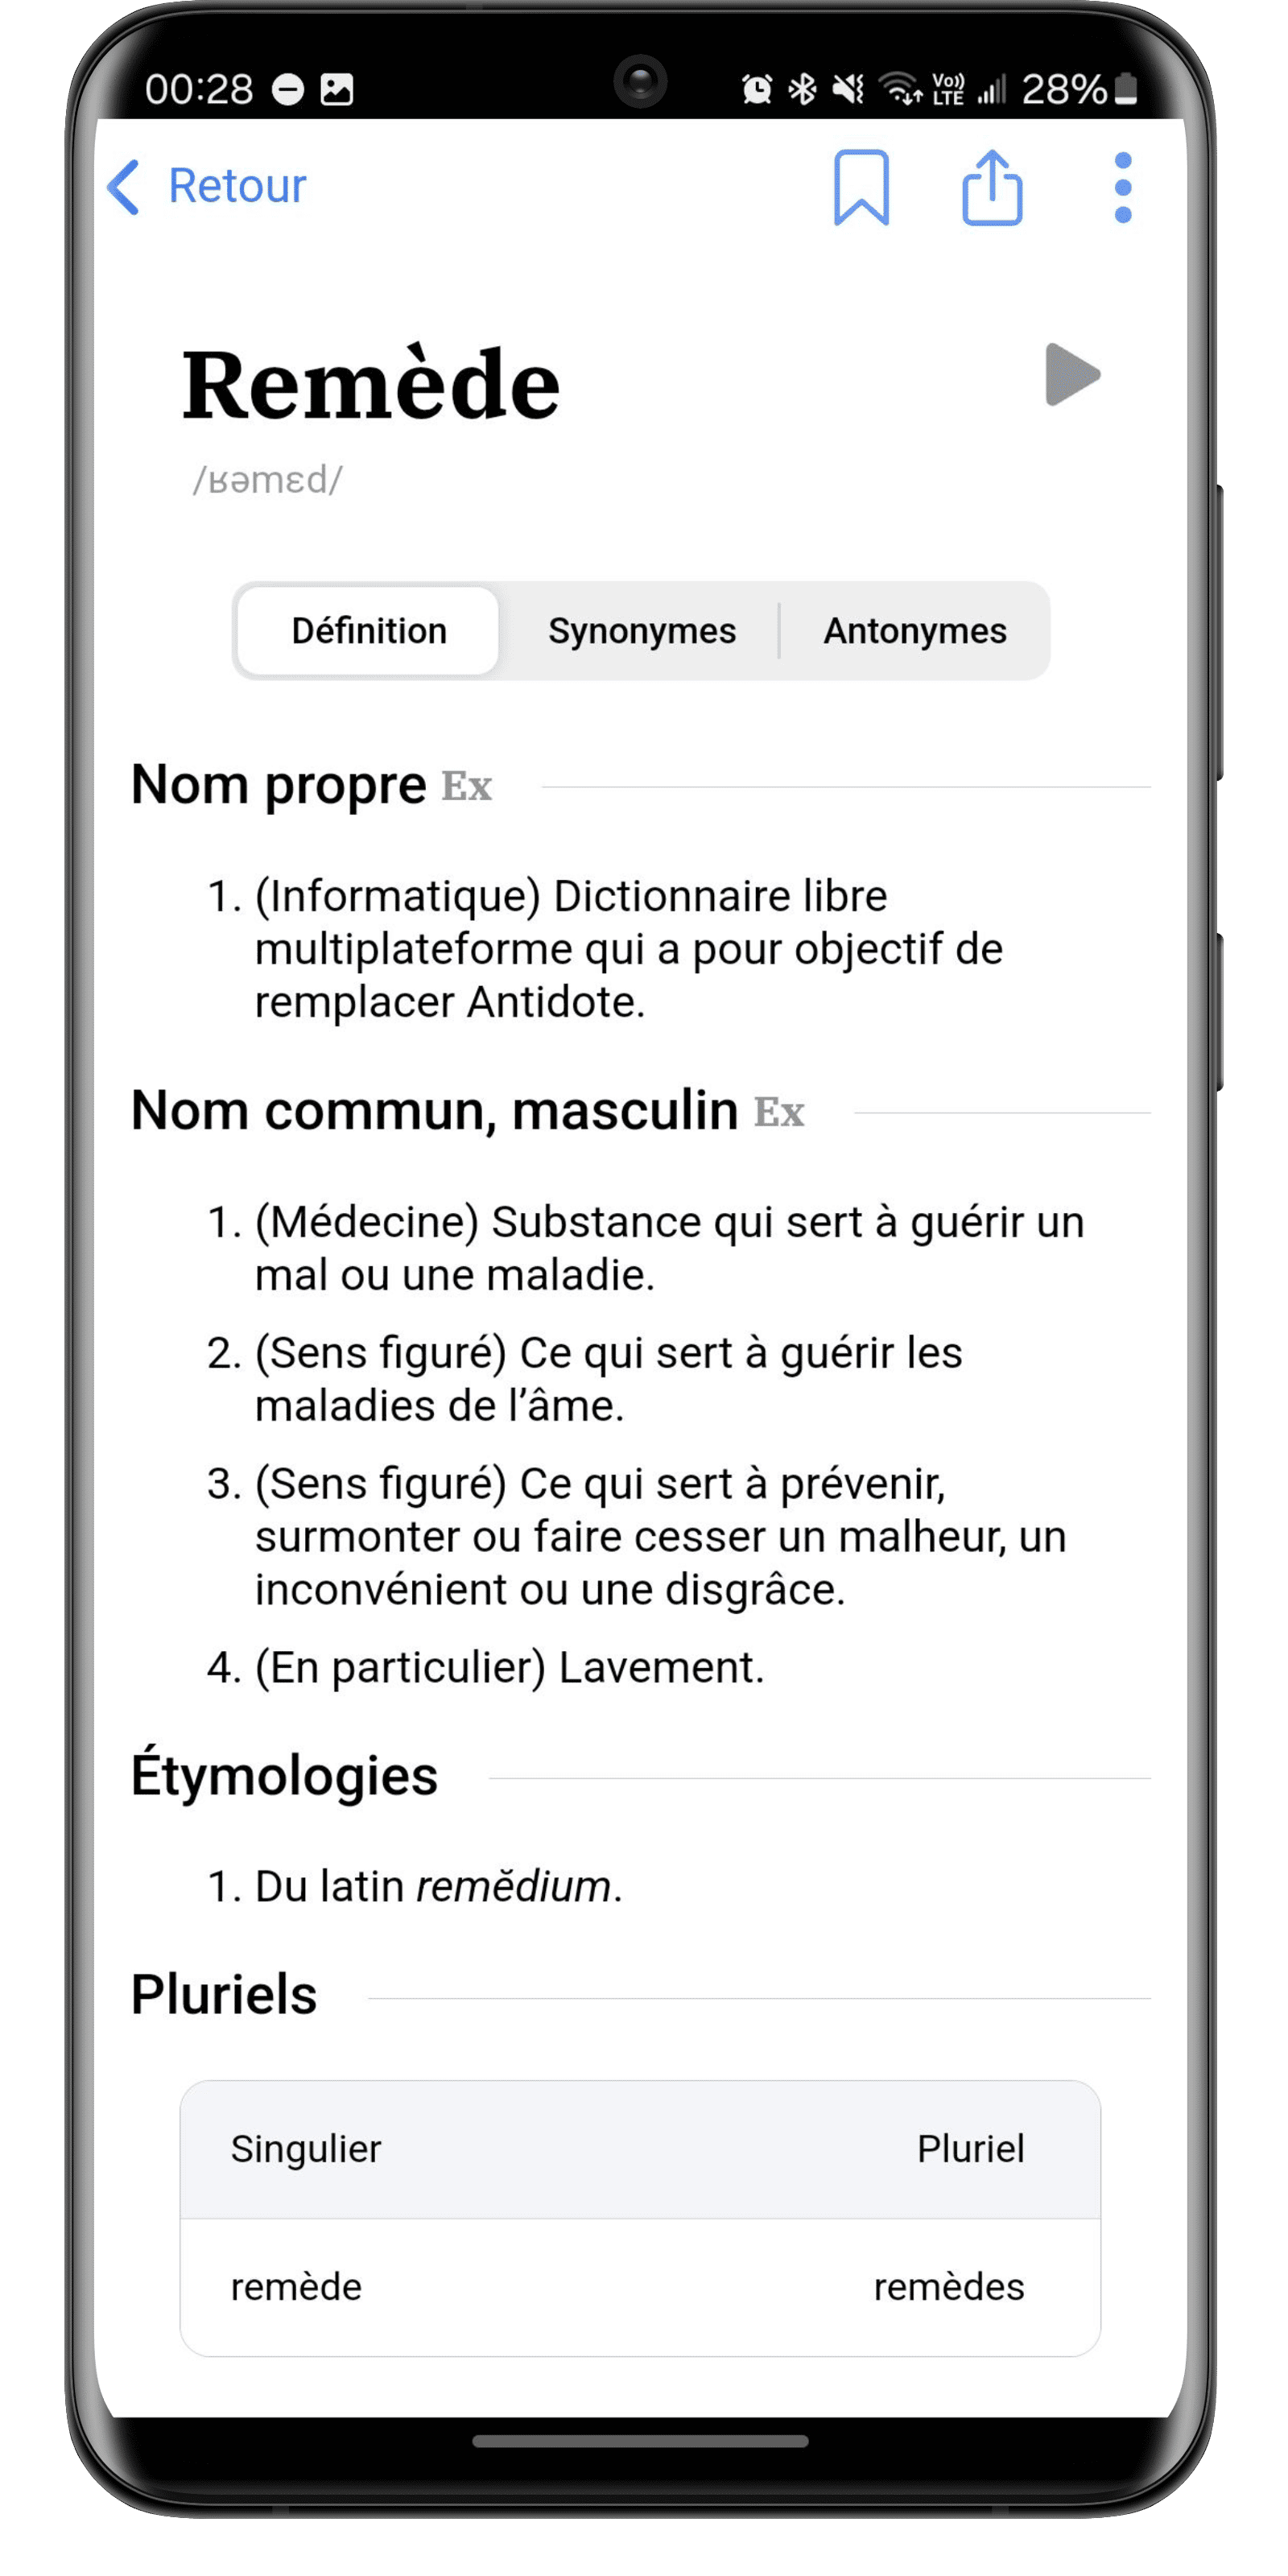 00:28
Vo))
LTE
28%
Retour
Remède
/ʁəmɛd/
Définition
Synonymes
Antonymes
Nom propre Ex
1. (Informatique) Dictionnaire libre
multiplateforme qui a pour objectif de
remplacer Antidote.
Nom commun, masculin Ex
1. (Médecine) Substance qui sert à guérir un
mal ou une maladie.
2. (Sens figuré) Ce qui sert à guérir les
maladies de l’âme.
3. (Sens figuré) Ce qui sert à prévenir,
surmonter ou faire cesser un malheur, un
inconvénient ou une disgrâce.
4. (En particulier) Lavement.
Étymologies
1. Du latin remĕdium.
Pluriels
Singulier Pluriel
remède remèdes